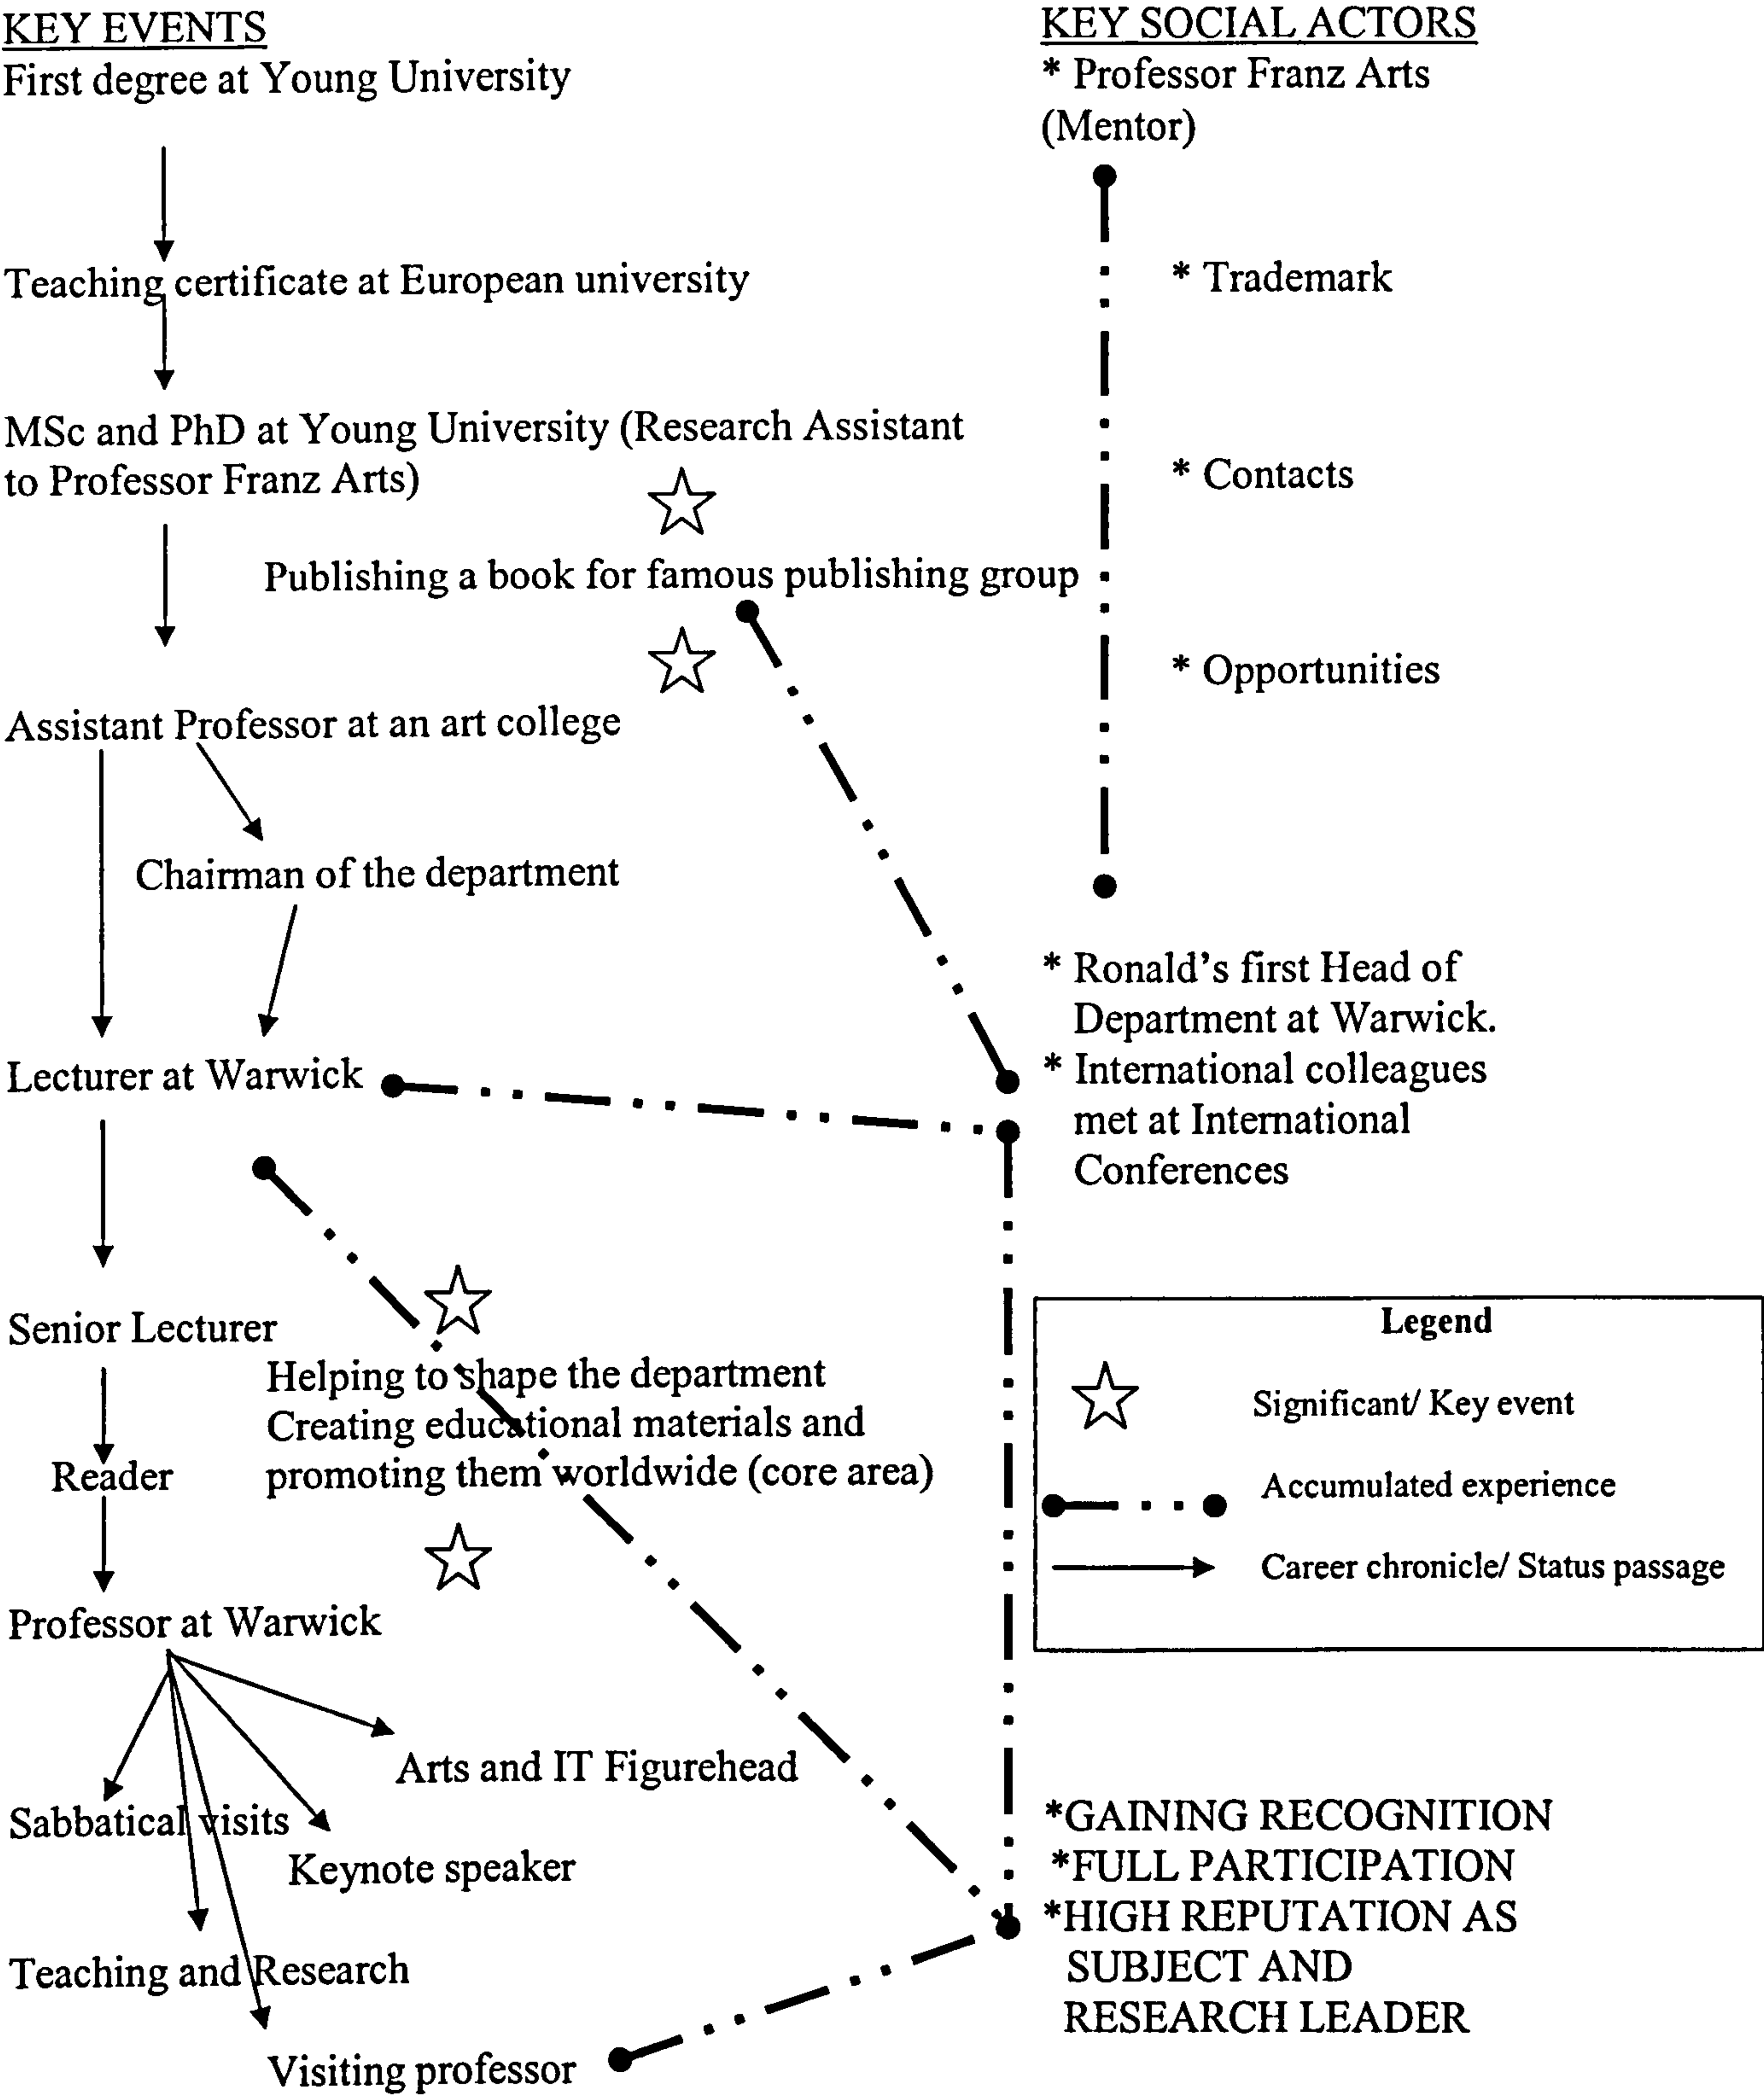 KEY EVENTS
First degree at Young University
Teaching certificate at European university
MSc and PhD at Young University (Research Assistant
to Professor Franz Arts)
Publishing a book for famous publishing group
Assistant Professor at an art college
Chairman of the department
Lecturer at Warwick
Senior Lecturer
Helping to shape the department
Creating educational materials and
promoting them worldwide (core area)
Reader
Professor at Warwick
Arts and IT Figurehead
Sabbatical visits
Keynote speaker
Teaching and Research
Visiting professor
KEY SOCIAL ACTORS
* Professor Franz Arts
(Mentor)
* Trademark
* Contacts
* Opportunities
* Ronald's first Head of
Department at Warwick.
* International colleagues
met at International
Conferences
Legend
Significant/ Key event
Accumulated experience
Career chronicle/ Status passage
*GAINING RECOGNITION
*FULL PARTICIPATION
*HIGH REPUTATION AS
SUBJECT AND
RESEARCH LEADER